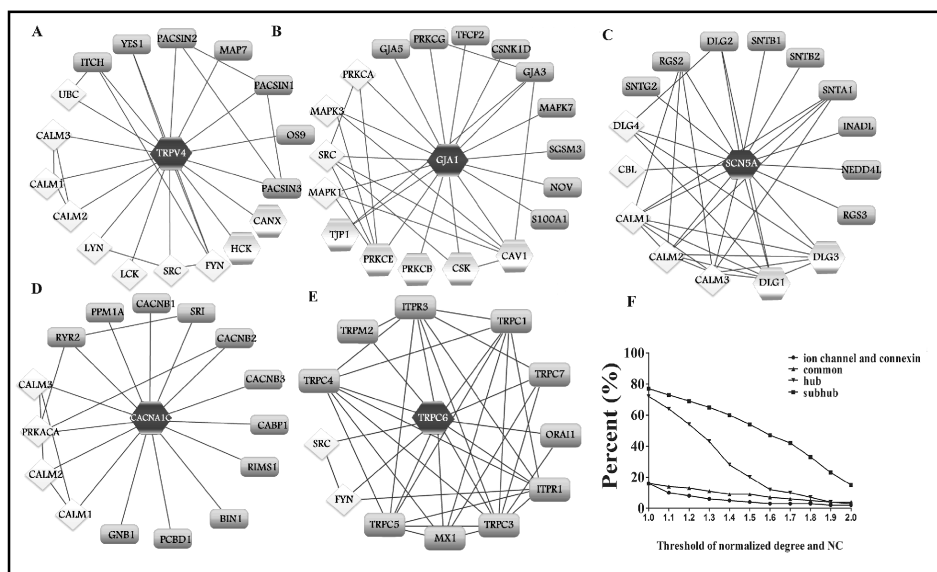 A
YES1
PACSIN2
MAP7
ITCH
PACSIN1
UBC
CALM3
OS9
TRPV4
CALM1
PACSIN3
CALM2
CANX
LYN
HCK
LCK
SRC
FYN
B
GJA5
PRKCG
TFCP2
CSNK1D
PRKCA
GJA3
MAPK3
MAPK7
SRC
GJA1
SGSM3
MAPK1
NOV
S100A1
TJP1
PRKCE
PRKCB
CSK
CAV1
C
DLG2
SNTB1
RGS2
SNTB2
SNTG2
SNTA1
DLG4
INADL
CBL
SCN5A
NEDD4L
CALM1
RGS3
CALM2
CALM3
DLG1
DLG3
D
PPM1A
CACNB1
SRI
RYR2
CACNB2
CALM3
CACNB3
PRKACA
CACNA1C
CABP1
CALM2
RIMS1
CALM1
BIN1
GNB1
PCBD1
E
ITPR3
TRPM2
TRPC1
TRPC4
TRPC7
TRPC6
SRC
ORAI1
FYN
ITPR1
TRPC5
MX1
TRPC3
F
ion channel and connexin
common
hub
subhub
Percent (%)
100
80
60
40
20
0
1.0 1.1 1.2 1.3 1.4 1.5 1.6 1.7 1.8 1.9 2.0
Threshold of normalized degree and NC